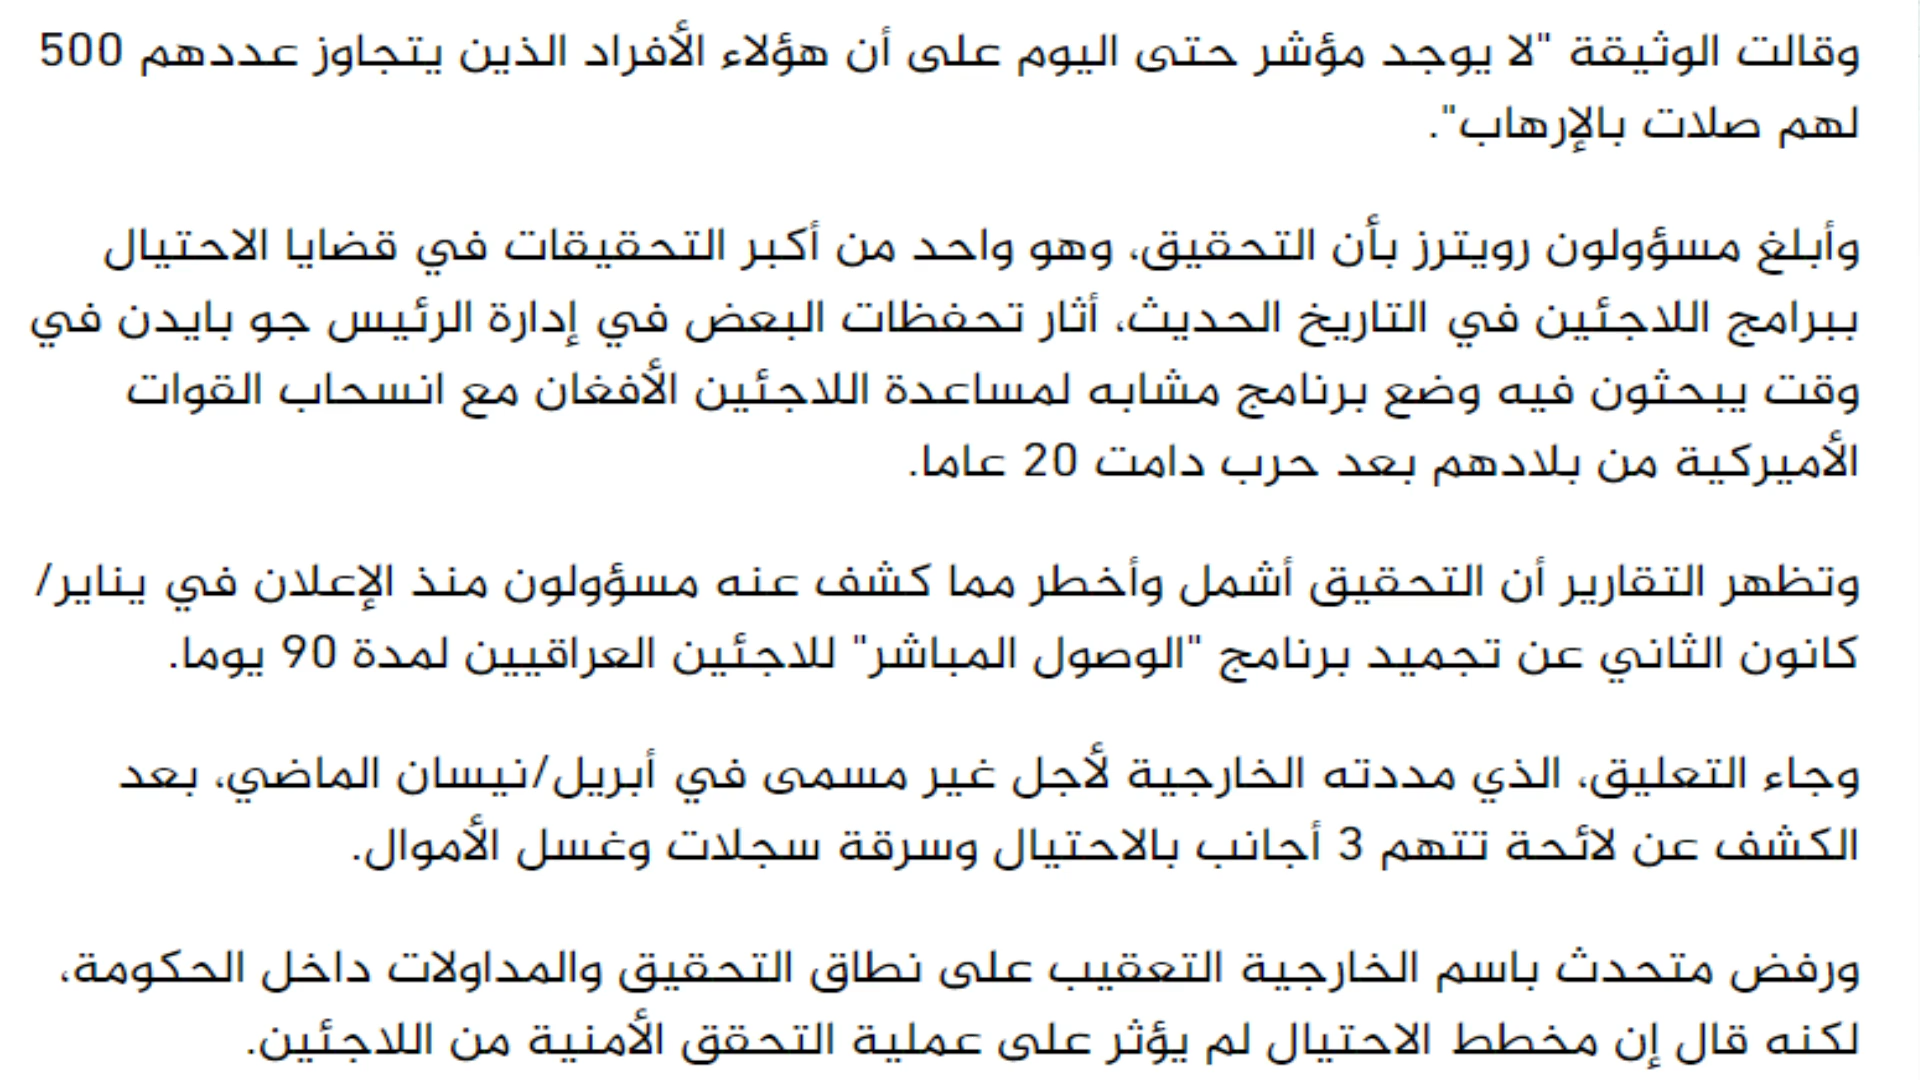 وقالت الوثيقة "لا يوجد مؤشر حتى اليوم على أن هؤلاء الأفراد الذين يتجاوز عددهم 500
لهم صلات بالإرهاب".
وأبلغ مسؤولون رويترز بأن التحقيق، وهو واحد من أكبر التحقيقات في قضايا الاحتيال
ببرامج اللاجئين في التاريخ الحديث، أثار تحفظات البعض في إدارة الرئيس جو بايدن في
وقت يبحثون فيه وضع برنامج مشابه لمساعدة اللاجئين الأفغان مع انسحاب القوات
الأميركية من بلادهم بعد حرب دامت 20 عاما.
وتظهر التقارير أن التحقيق أشمل وأخطر مما كشف عنه مسؤولون منذ الإعلان في يناير/
كانون الثاني عن تجميد برنامج "الوصول المباشر" للاجئين العراقيين لمدة 90 يوما.
وجاء التعليق، الذي مددته الخارجية لأجل غير مسمى في أبريل/نيسان الماضي، بعد
الكشف عن لائحة تتهم 3 أجانب بالاحتيال وسرقة سجلات وغسل الأموال.
ورفض متحدث باسم الخارجية التعقيب على نطاق التحقيق والمداولات داخل الحكومة،
لكنه قال إن مخطط الاحتيال لم يؤثر على عملية التحقق الأمنية من اللاجئين.